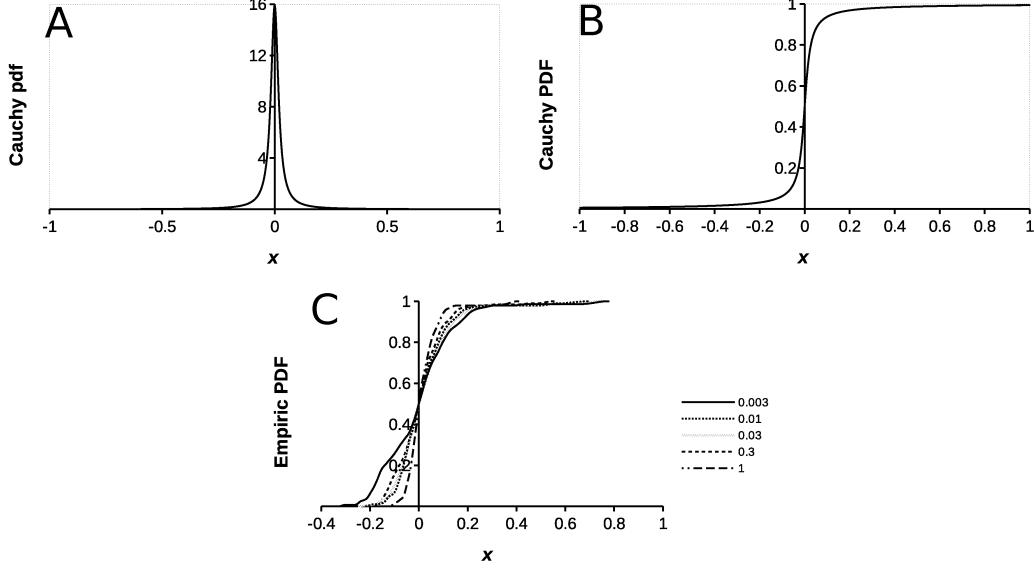 A
16
12
8
4
Cauchy pdf
-1 -0.5 0 0.5 1
x
B
1
0.8
0.6
0.4
0.2
Cauchy PDF
-1 -0.8 -0.6 -0.4 -0.2 0 0.2 0.4 0.6 0.8 1
x
C
1
0.8
0.6
0.4
0.2
Empiric PDF
-0.4 -0.2 0 0.2 0.4 0.6 0.8 1
x
0.003
0.01
0.03
0.3
1